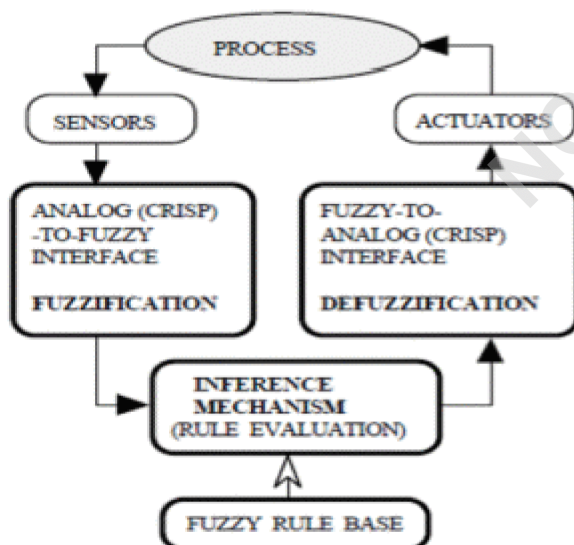 PROCESS
SENSORS
ACTUATORS
ANALOG (CRISP)
-TO-FUZZY
INTERFACE
FUZZIFICATION
FUZZY-TO-
ANALOG (CRISP)
INTERFACE
DEFUZZIFICATION
INFERENCE
MECHANISM
(RULE EVALUATION)
FUZZY RULE BASE